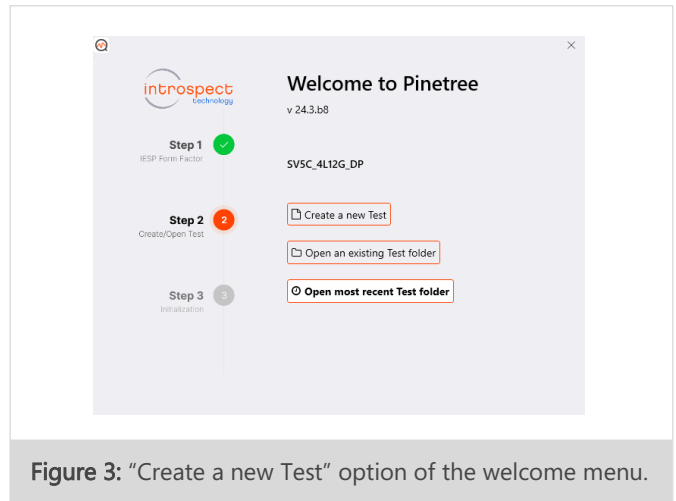 introspect
technology
Step 1
IESP Form Factor
Step 2
Create/Open Test
2
Step 3
Initialization
3
Welcome to Pinetree
v 24.3.b8
SV5C_4L12G_DP
Create a new Test
Open an existing Test folder
Open most recent Test folder
Figure 3: “Create a new Test” option of the welcome menu.